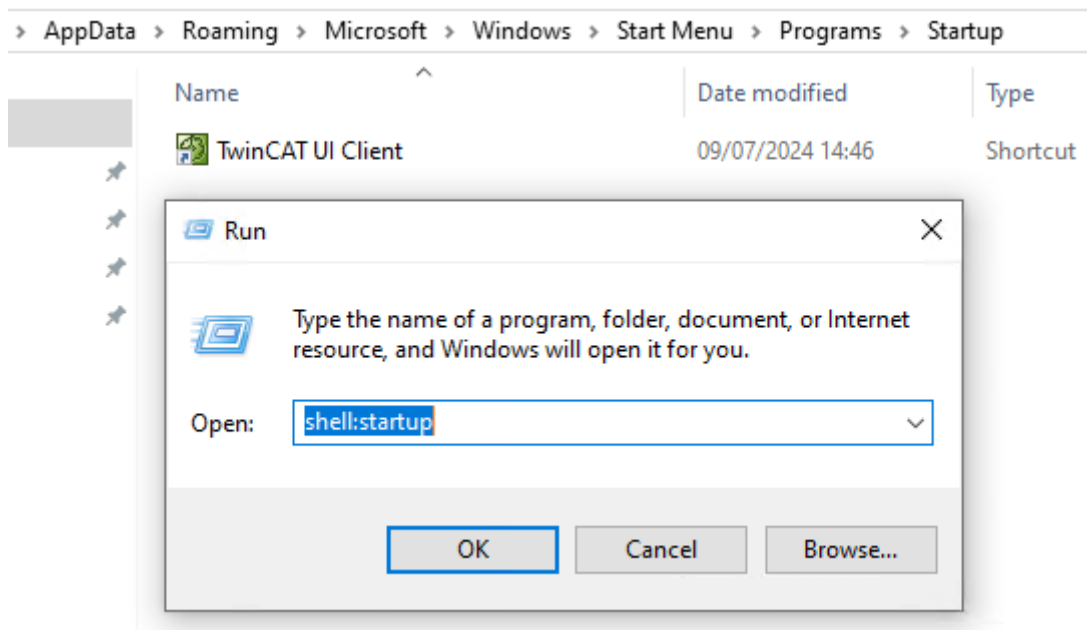 > AppData > Roaming > Microsoft > Windows > Start Menu > Programs > Startup
Name Date modified Type
TwinCAT UI Client 09/07/2024 14:46 Shortcut
Run
Type the name of a program, folder, document, or Internet
resource, and Windows will open it for you.
Open: shell:startup
OK Cancel Browse...